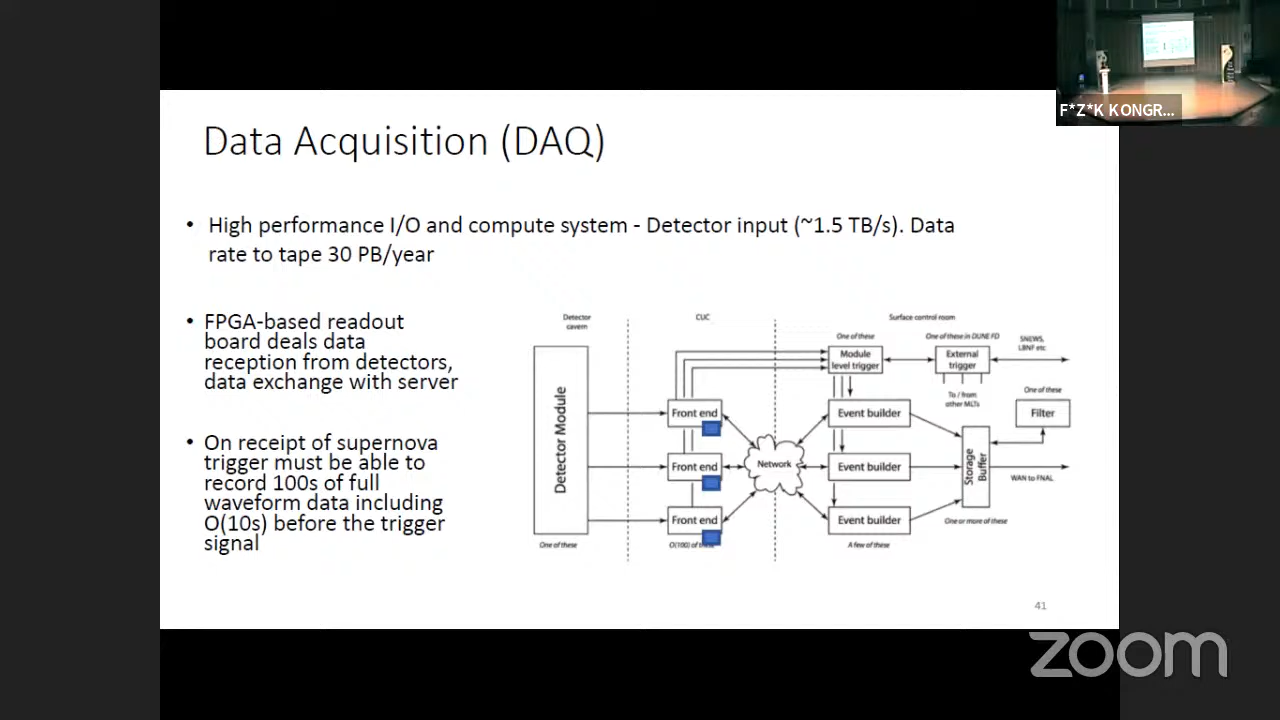 F*Z*K KONGR...
Data Acquisition (DAQ)
• High performance I/O and compute system - Detector input (~1.5 TB/s). Data
rate to tape 30 PB/year
• FPGA-based readout
board deals data
reception from detectors,
data exchange with server
• On receipt of supernova
trigger must be able to
record 100s of full
waveform data including
O(10s) before the trigger
signal
Detector
cavern
CUC
Surface control room
One of these
One of these in DUNE FD
SNEWS,
LBNF etc
Module
level trigger
External
trigger
To / from
other MLTs
One of these
Filter
Detector Module
Front end
Front end
Front end
Network
Event builder
Event builder
Event builder
Storage
Buffer
WAN to FNAL
One or more of these
One of these
O(100) of these
A few of these
41
zoom